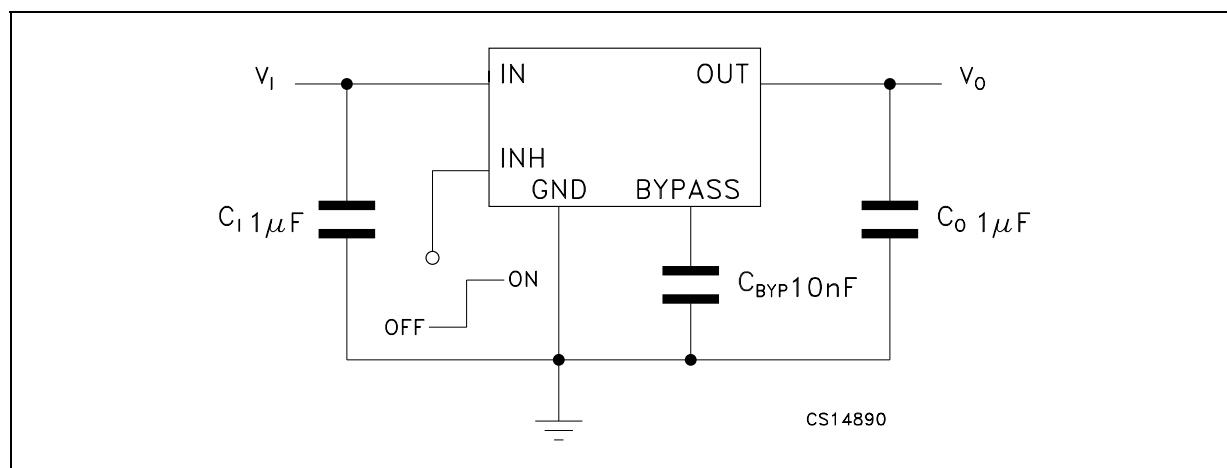 V_I
IN
OUT
V_O
INH
GND
BYPASS
C_I 1μF
C_O 1μF
C_BYP 10nF
ON
OFF
CS14890